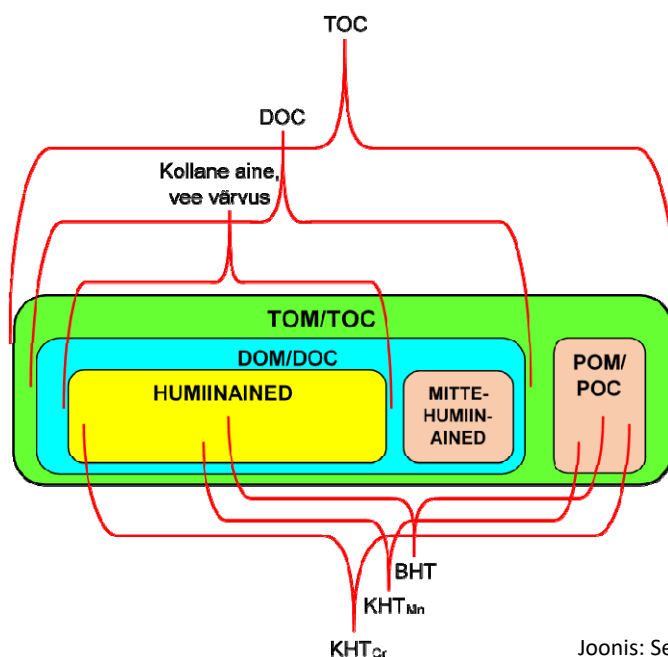 TOC
DOC
Kollane aine,
vee värvus
TOM/TOC
DOM/DOC
HUMIINAINED
MITTE-
HUMIIN-
AINED
POM/
POC
BHT
KHTMn
KHTCr
Joonis: Se